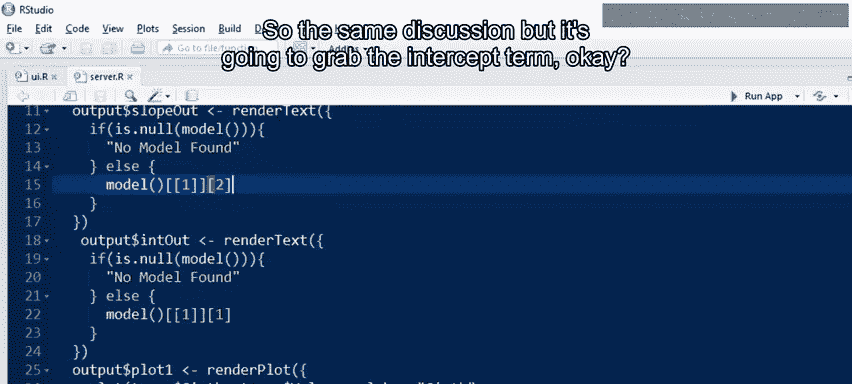 RStudio
File Edit Code View Plots Session Build
So the same discussion but it's
going to grab the intercept term, okay?
Go to file/func
ui.R × server.R ×
Run App
11 output$slopeOut <- renderText({
12 if(is.null(model())){
13 "No Model Found"
14 } else {
15 model()[[1]][2]
16 }
17 })
18 output$intOut <- renderText({
19 if(is.null(model())){
20 "No Model Found"
21 } else {
22 model()[[1]][1]
23 }
24 })
25 output$plot1 <- renderPlot({